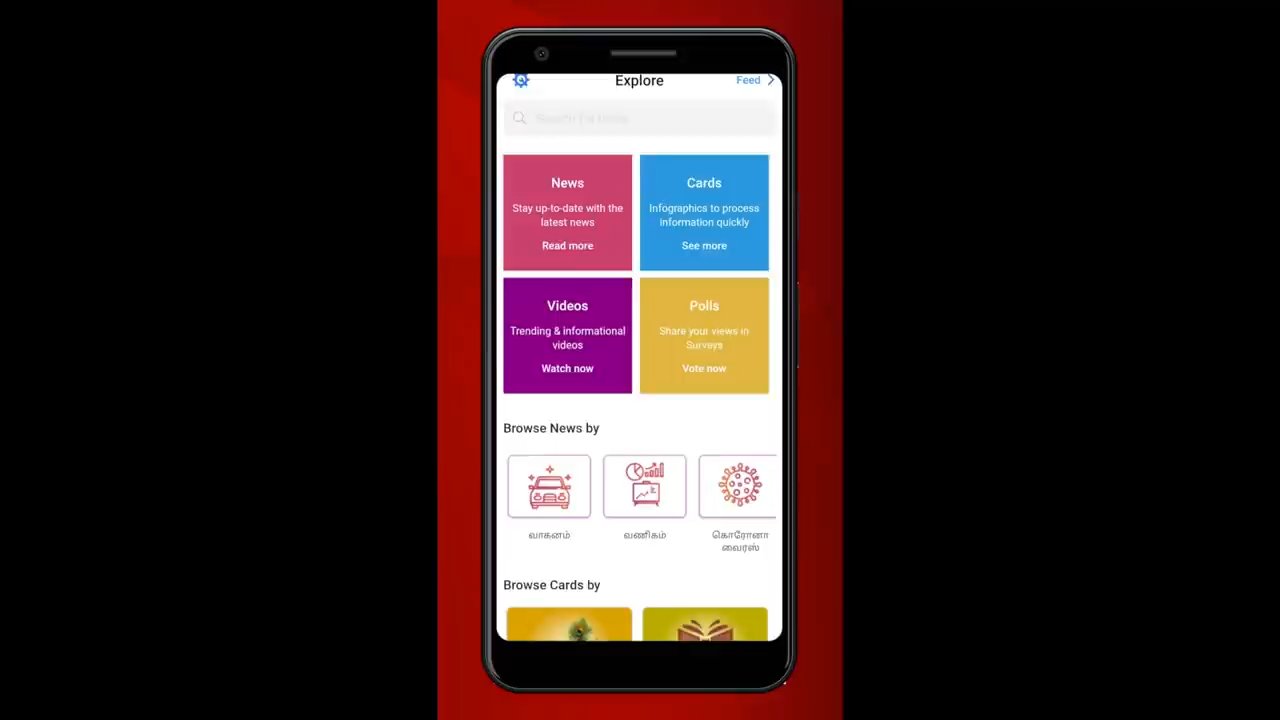 Explore
Feed
News
Stay up-to-date with the
latest news
Read more
Cards
Infographics to process
information quickly
See more
Videos
Trending & informational
videos
Watch now
Polls
Share your views in
Surveys
Vote now
Browse News by
வாகனம்
வணிகம்
கொரோனா
வைரஸ்
Browse Cards by